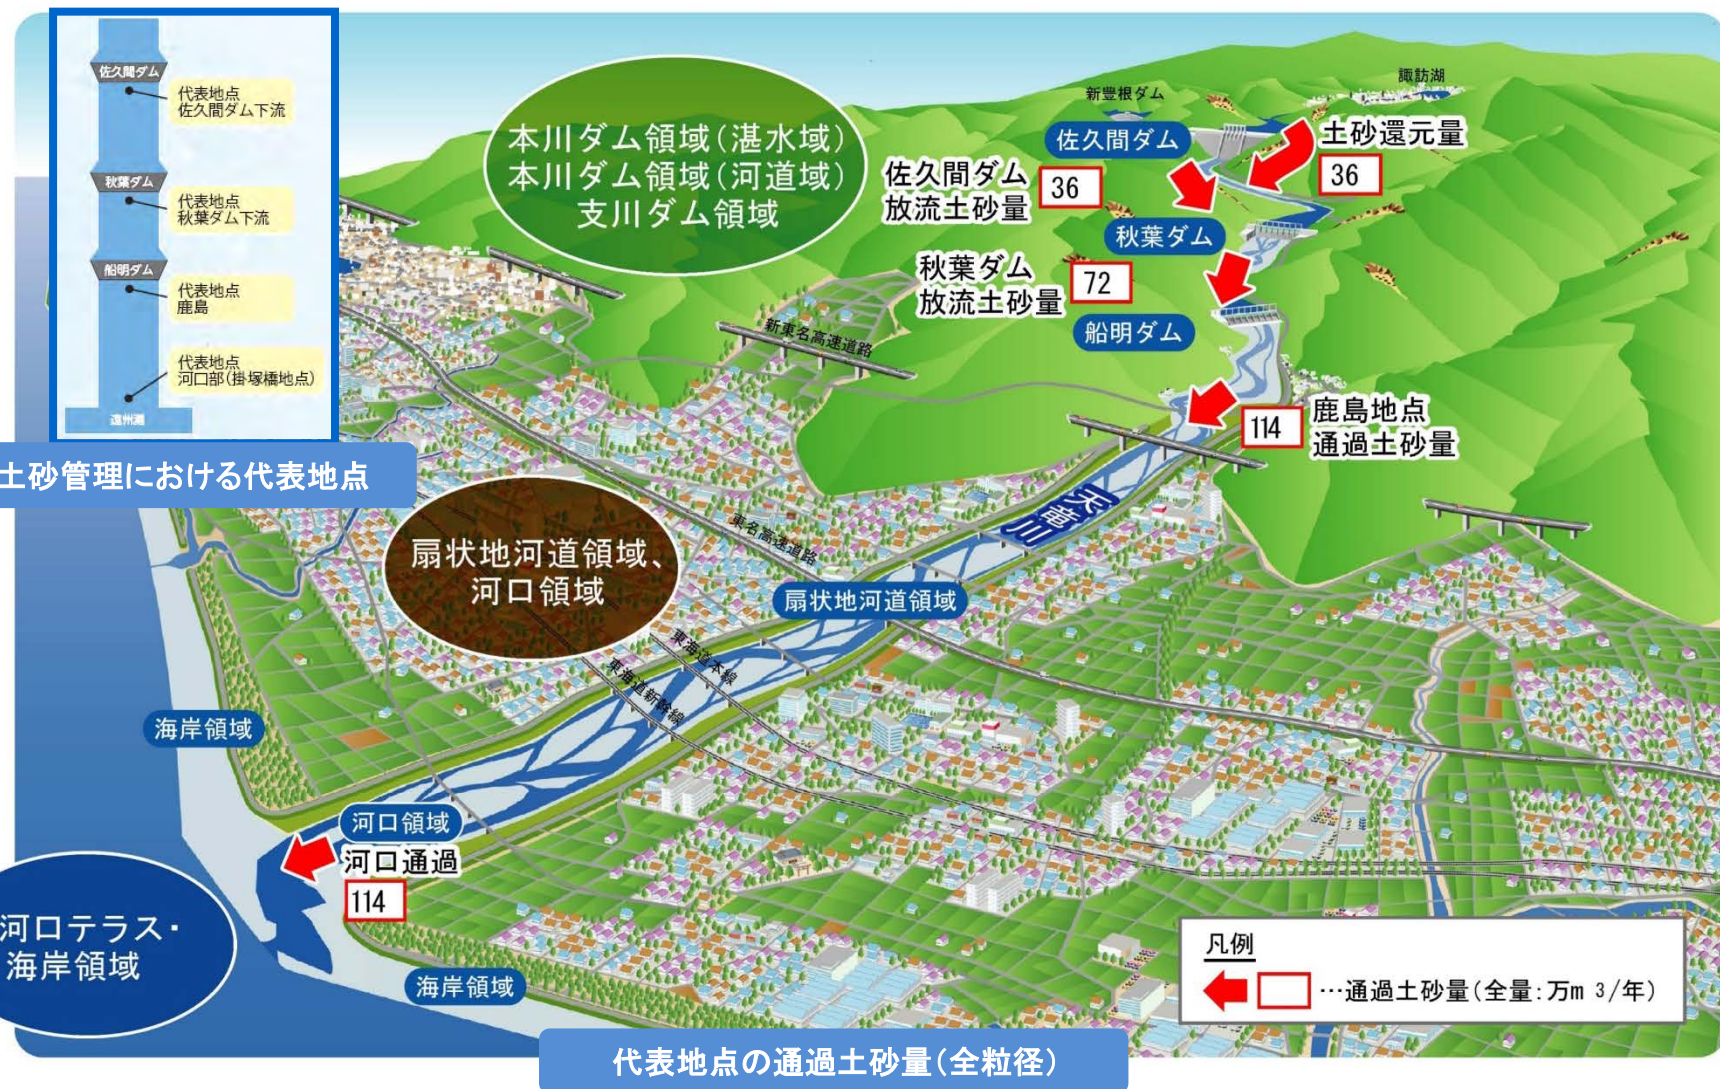 佐久間ダム
代表地点
佐久間ダム下流
秋葉ダム
代表地点
秋葉ダム下流
船明ダム
代表地点
鹿島
代表地点
河口部(掛塚橋地点)
遠州灘
土砂管理における代表地点
本川ダム領域(湛水域)
本川ダム領域(河道域)
支川ダム領域
新豊根ダム
諏訪湖
佐久間ダム
土砂還元量
36
佐久間ダム
放流土砂量
36
秋葉ダム
秋葉ダム
放流土砂量
72
船明ダム
新東名高速道路
鹿島地点
通過土砂量
114
天竜川
東名高速道路
扇状地河道領域、
河口領域
扇状地河道領域
東海道本線
東海道新幹線
海岸領域
河口領域
河口通過
114
河口テラス・
海岸領域
海岸領域
凡例
…通過土砂量(全量:万m 3/年)
代表地点の通過土砂量(全粒径)